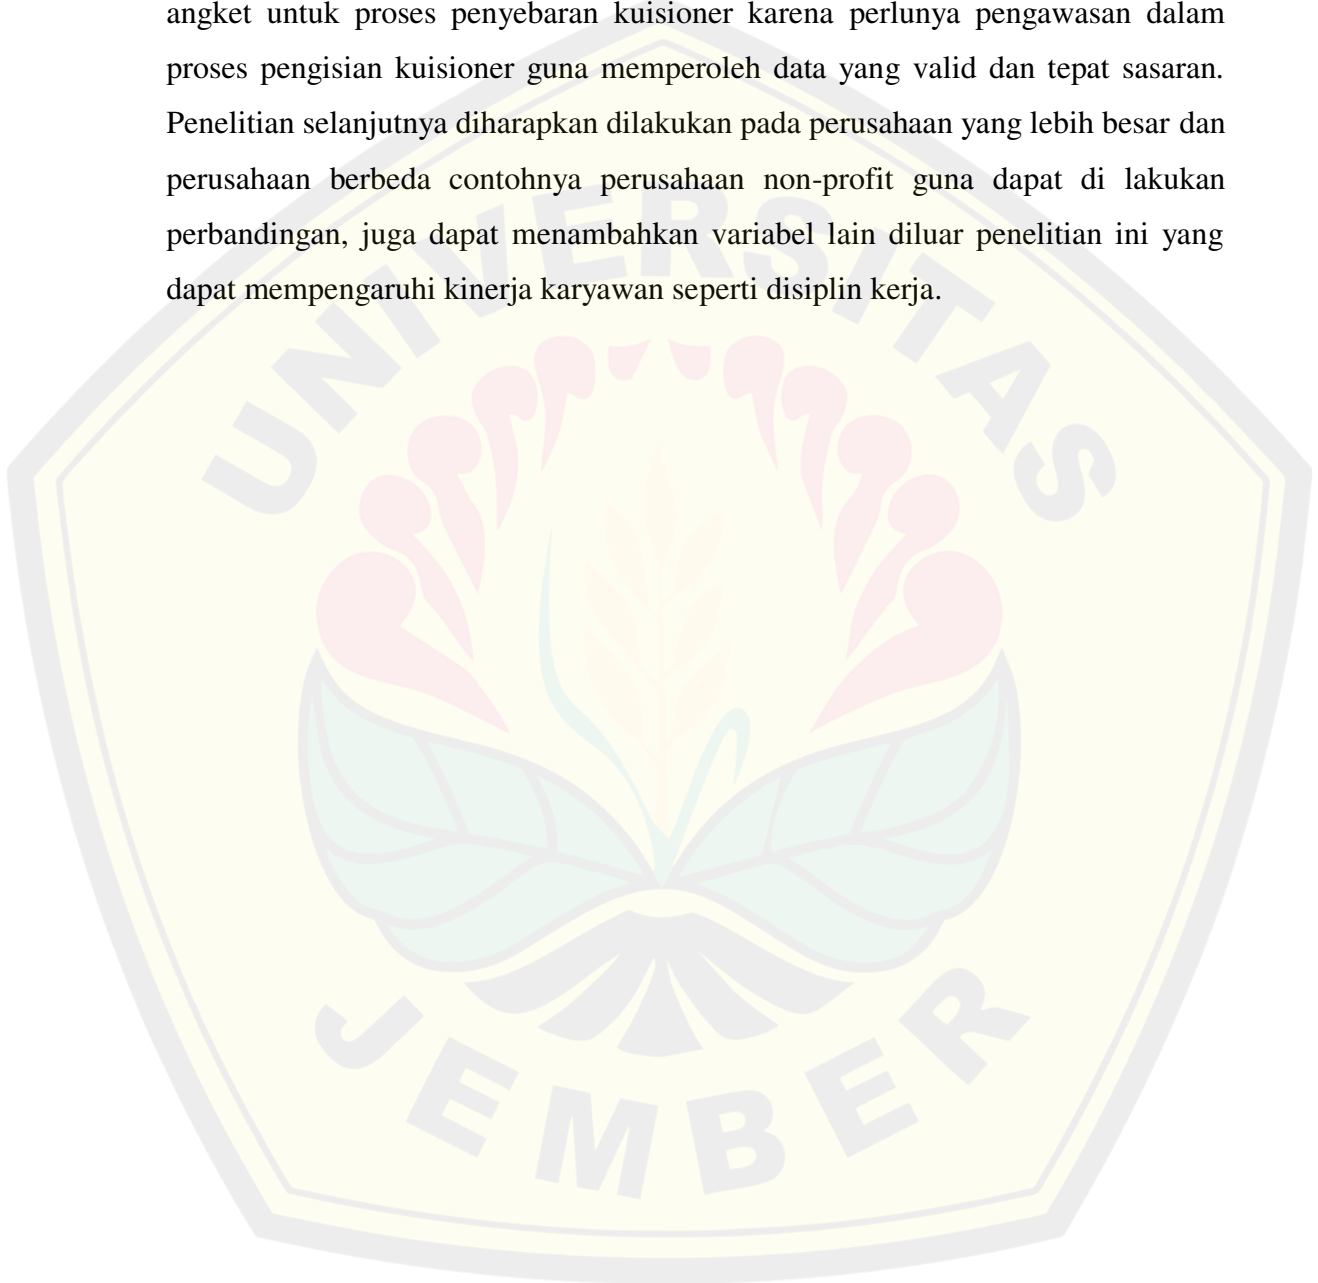 angket untuk proses penyebaran kuisioner karena perlunya pengawasan dalam
proses pengisian kuisioner guna memperoleh data yang valid dan tepat sasaran.
Penelitian selanjutnya diharapkan dilakukan pada perusahaan yang lebih besar dan
perusahaan berbeda contohnya perusahaan non-profit guna dapat di lakukan
perbandingan, juga dapat menambahkan variabel lain diluar penelitian ini yang
dapat mempengaruhi kinerja karyawan seperti disiplin kerja.
UNIVERSITAS
JEMBER